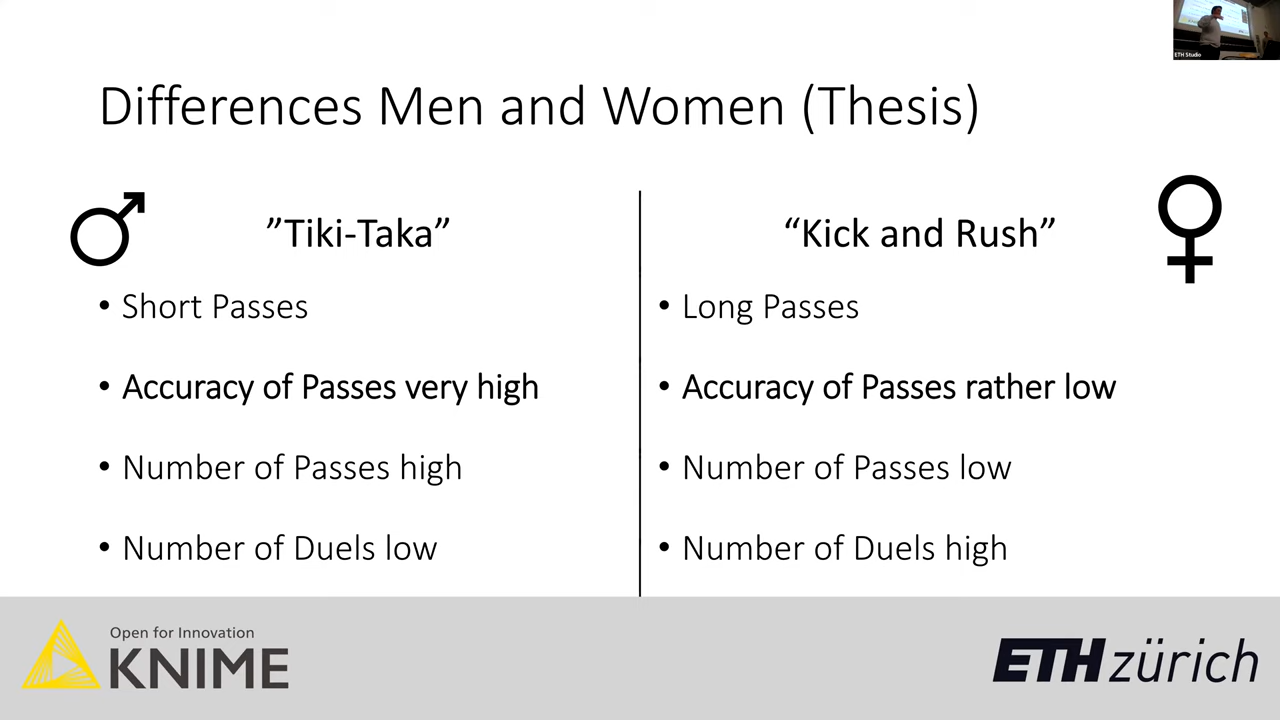 ETH Studio
Differences Men and Women (Thesis)
”Tiki-Taka”
• Short Passes
• Accuracy of Passes very high
• Number of Passes high
• Number of Duels low
“Kick and Rush”
• Long Passes
• Accuracy of Passes rather low
• Number of Passes low
• Number of Duels high
Open for Innovation
KNIME
ETH zürich